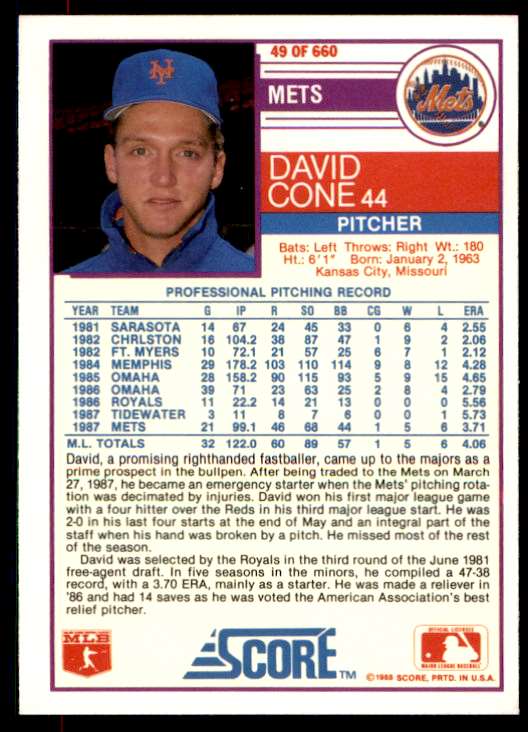 49 OF 660
METS
Mets
DAVID
CONE 44
PITCHER
Bats: Left Throws: Right Wt.: 180
Ht.: 6'1" Born: January 2, 1963
Kansas City, Missouri
PROFESSIONAL PITCHING RECORD
YEAR TEAM G IP R SO BB CG W L ERA
1981 SARASOTA 14 67 24 45 33 0 6 4 2.55
1982 CHRLSTON 16 104.2 38 87 47 1 9 2 2.06
1982 FT. MYERS 10 72.1 21 57 25 6 7 1 2.12
1984 MEMPHIS 29 178.2 103 110 114 9 8 12 4.28
1985 OMAHA 28 158.2 90 115 93 5 9 15 4.65
1986 OMAHA 39 71 23 63 25 2 8 4 2.79
1986 ROYALS 11 22.2 14 21 13 0 0 0 5.56
1987 TIDEWATER 3 11 8 7 6 0 0 1 5.73
1987 METS 21 99.1 46 68 44 1 5 6 3.71
M.L. TOTALS 32 122.0 60 89 57 1 5 6 4.06
David, a promising righthanded fastballer, came up to the majors as a
prime prospect in the bullpen. After being traded to the Mets on March
27, 1987, he became an emergency starter when the Mets' pitching rota-
tion was decimated by injuries. David won his first major league game
with a four hitter over the Reds in his third major league start. He was
2-0 in his last four starts at the end of May and an integral part of the
staff when his hand was broken by a pitch. He missed most of the rest
of the season.
David was selected by the Royals in the third round of the June 1981
free-agent draft. In five seasons in the minors, he compiled a 47-38
record, with a 3.70 ERA, mainly as a starter. He was made a reliever in
'86 and had 14 saves as he was voted the American Association's best
relief pitcher.
MLB
SCORE™
OFFICIAL LICENSEE
MAJOR LEAGUE BASEBALL
©1988 SCORE, PRTD. IN U.S.A.